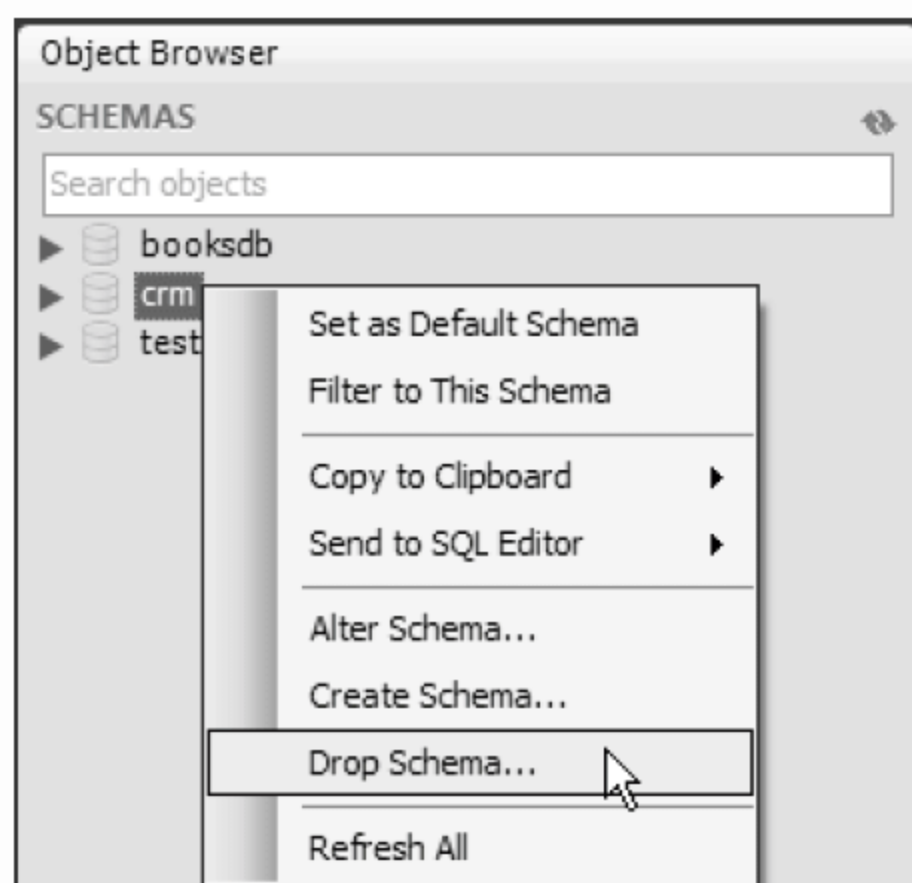 Object Browser
SCHEMAS
Search objects
booksdb
crm
test
Set as Default Schema
Filter to This Schema
Copy to Clipboard
Send to SQL Editor
Alter Schema...
Create Schema...
Drop Schema...
Refresh All